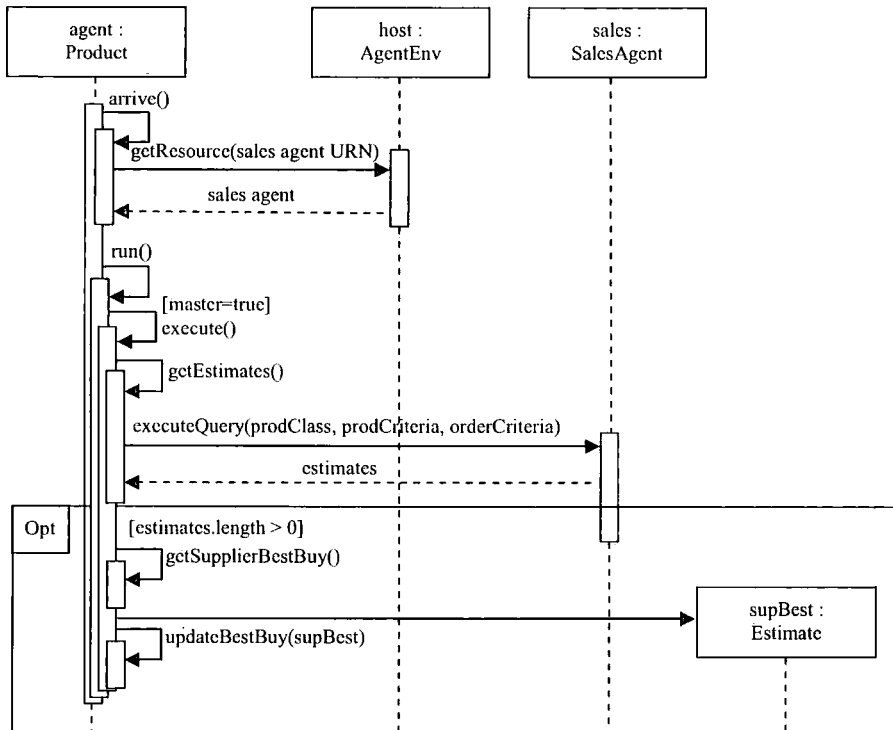 agent :
Product
host :
AgentEnv
sales :
SalesAgent
arrive()
getResource(sales agent URN)
sales agent
run()
[master=true]
execute()
getEstimates()
executeQuery(prodClass, prodCriteria, orderCriteria)
estimates
Opt
[estimates.length > 0]
getSupplierBestBuy()
supBest :
Estimate
updateBestBuy(supBest)